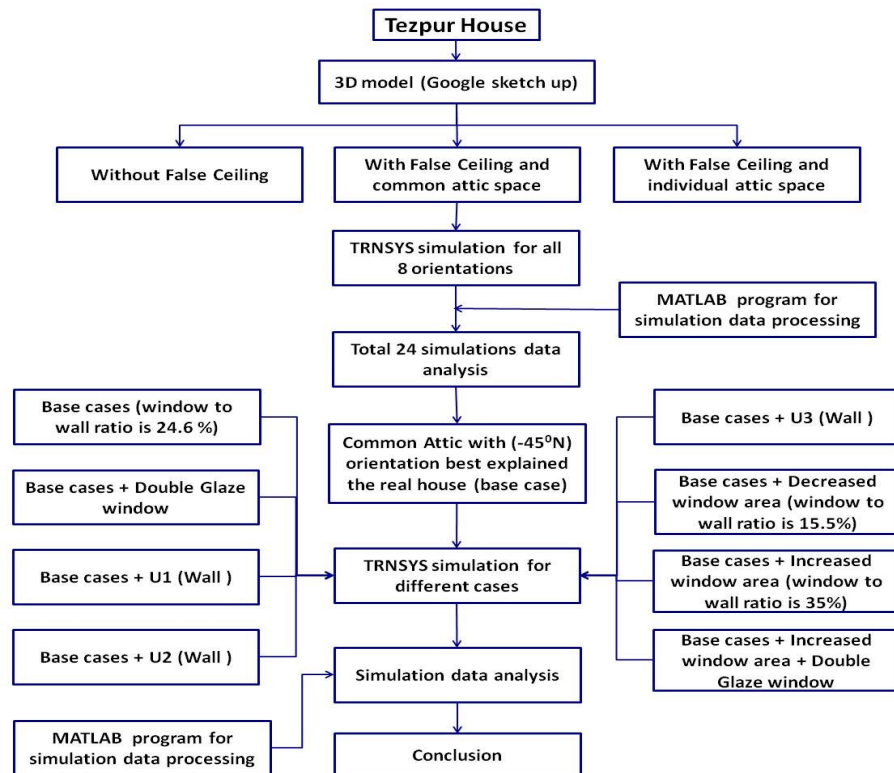 Tezpur House
3D model (Google sketch up)
Without False Ceiling
With False Ceiling and
common attic space
With False Ceiling and
individual attic space
TRNSYS simulation for all
8 orientations
MATLAB program for
simulation data processing
Total 24 simulations data
analysis
Base cases (window to
wall ratio is 24.6 %)
Base cases + Double Glaze
window
Base cases + U1 (Wall )
Base cases + U2 (Wall )
Common Attic with (-45⁰N)
orientation best explained
the real house (base case)
Base cases + U3 (Wall )
Base cases + Decreased
window area (window to
wall ratio is 15.5%)
Base cases + Increased
window area (window to
wall ratio is 35%)
Base cases + Increased
window area + Double
Glaze window
TRNSYS simulation for
different cases
Simulation data analysis
MATLAB program for
simulation data processing
Conclusion